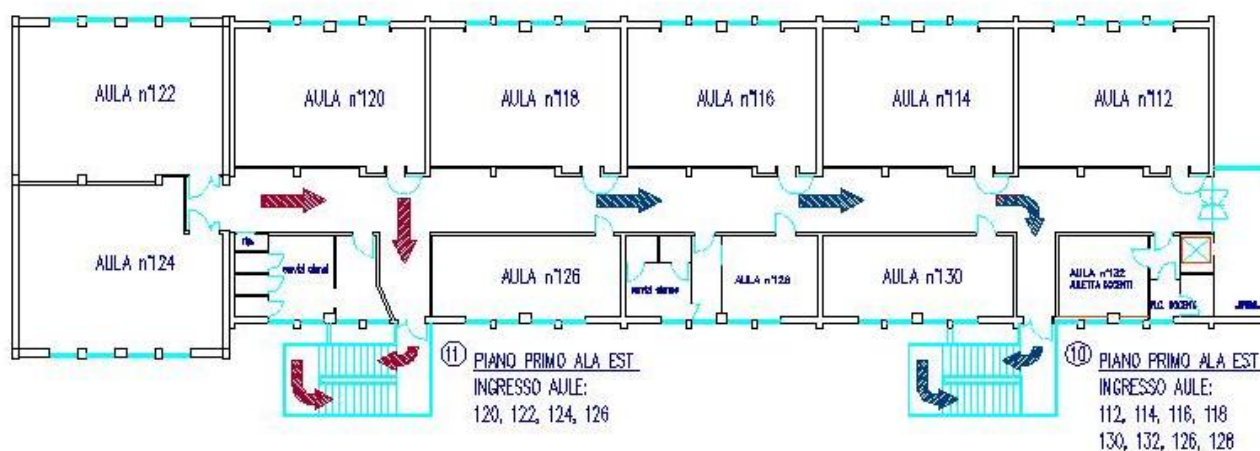 AULA n°122
AULA n°120
AULA n°118
AULA n°116
AULA n°114
AULA n°112
AULA n°124
servizi alunni
AULA n°126
servizi alunne
AULA n°128
AULA n°130
AULA n°132
AULETTA DOCENTI
DOCENTI
11 PIANO PRIMO ALA EST
INGRESSO AULE:
120, 122, 124, 126
10 PIANO PRIMO ALA EST
INGRESSO AULE:
112, 114, 116, 118
130, 132, 126, 128